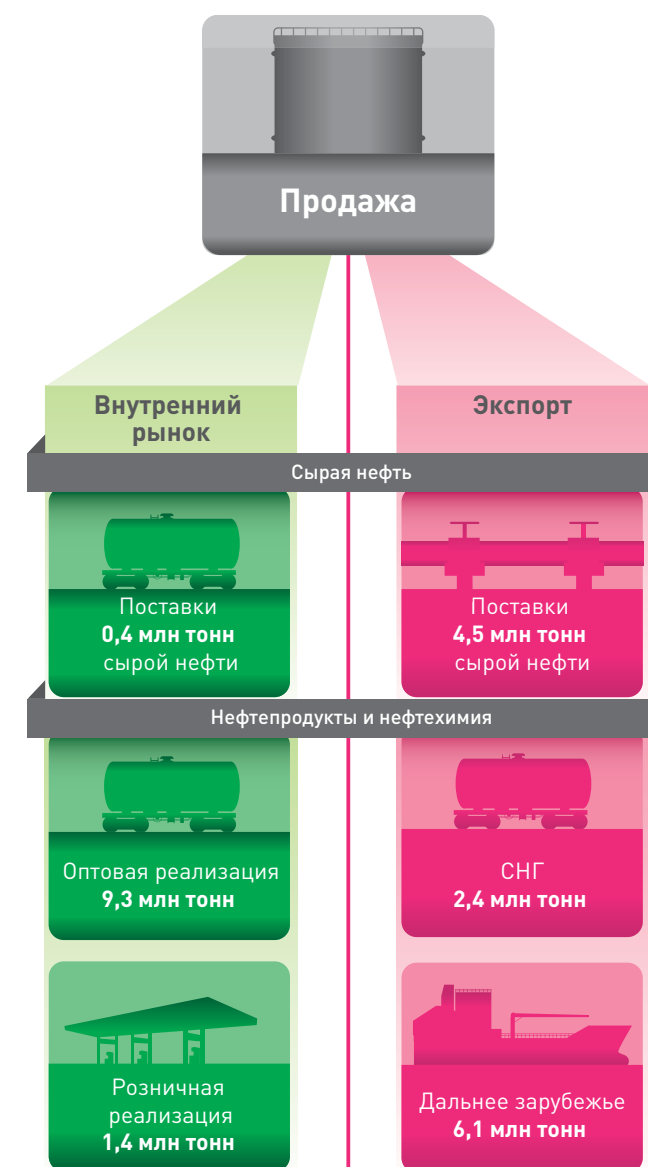 Продажа
Внутренний
рынок
Экспорт
Сырая нефть
Поставки
0,4 млн тонн
сырой нефти
Поставки
4,5 млн тонн
сырой нефти
Нефтепродукты и нефтехимия
Оптовая реализация
9,3 млн тонн
СНГ
2,4 млн тонн
Розничная
реализация
1,4 млн тонн
Дальнее зарубежье
6,1 млн тонн